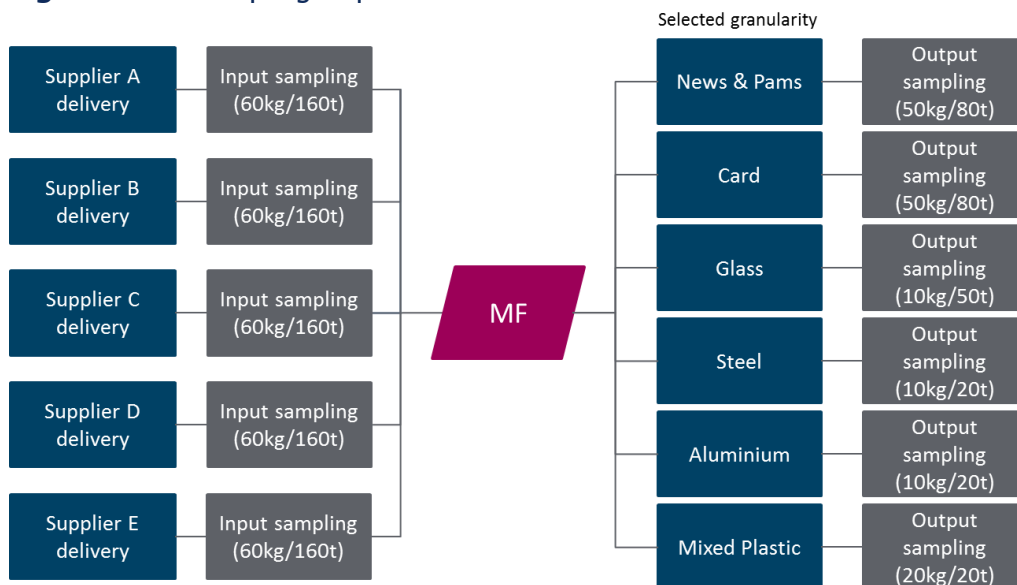 Selected granularity
Supplier A
delivery
Input sampling
(60kg/160t)
Supplier B
delivery
Input sampling
(60kg/160t)
Supplier C
delivery
Input sampling
(60kg/160t)
Supplier D
delivery
Input sampling
(60kg/160t)
Supplier E
delivery
Input sampling
(60kg/160t)
MF
News & Pams
Output
sampling
(50kg/80t)
Card
Output
sampling
(50kg/80t)
Glass
Output
sampling
(10kg/50t)
Steel
Output
sampling
(10kg/20t)
Aluminium
Output
sampling
(10kg/20t)
Mixed Plastic
Output
sampling
(20kg/20t)